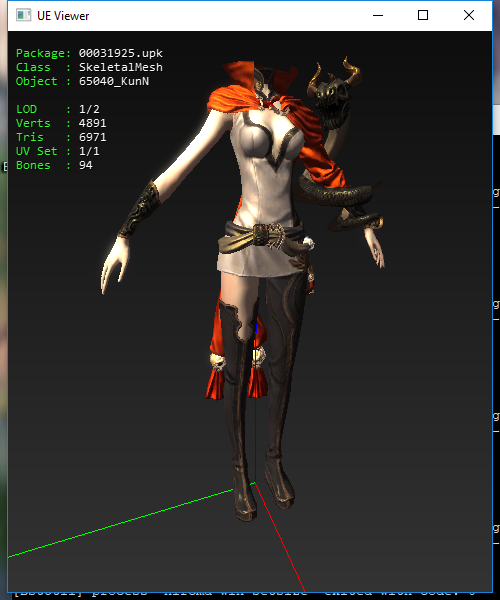 UE Viewer
Package: 00031925.upk
Class : SkeletalMesh
Object : 65040_KunN
LOD : 1/2
Verts : 4891
Tris : 6971
UV Set : 1/1
Bones : 94